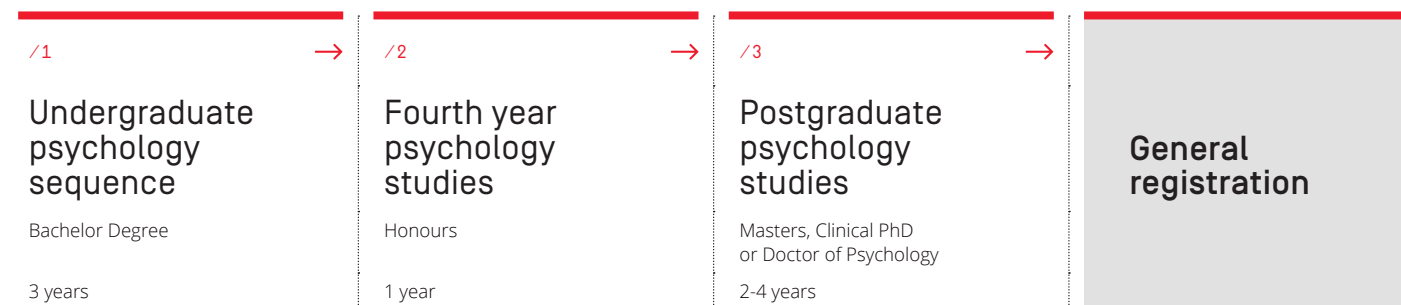 /1
Undergraduate
psychology
sequence
Bachelor Degree
3 years
/2
Fourth year
psychology
studies
Honours
1 year
/3
Postgraduate
psychology
studies
Masters, Clinical PhD
or Doctor of Psychology
2-4 years
General
registration